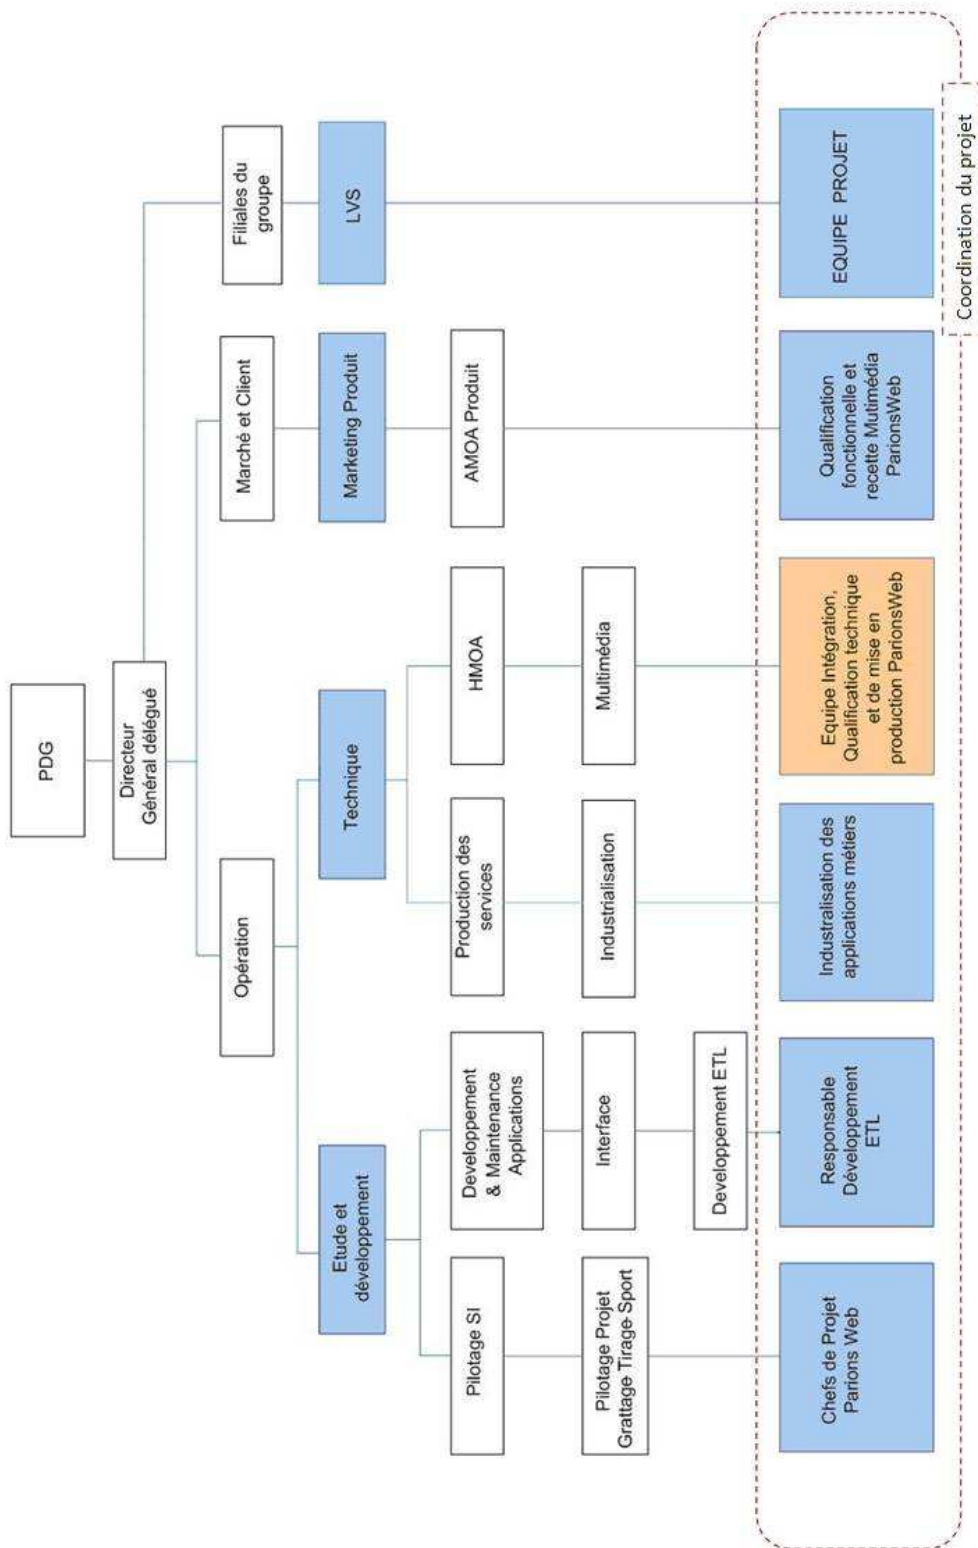 PDG
Directeur
Général délégué
Opération
Marché et Client
Filiales du
groupe
Etude et
développement
Technique
Marketing Produit
LVS
Pilotage SI
Developpement
& Maintenance
Applications
Production des
services
HMOA
AMOA Produit
Pilotage Projet
Grattage Tirage Sport
Interface
Industrialisation
Multimédia
Developpement ETL
Chefs de Projet
Parions Web
Responsable
Développement
ETL
Industralisation des
applications métiers
Equipe Intégration,
Qualification technique
et de mise en
production ParionsWeb
Qualification
fonctionnelle et
recette Mutimédia
ParionsWeb
EQUIPE PROJET
Coordination du projet